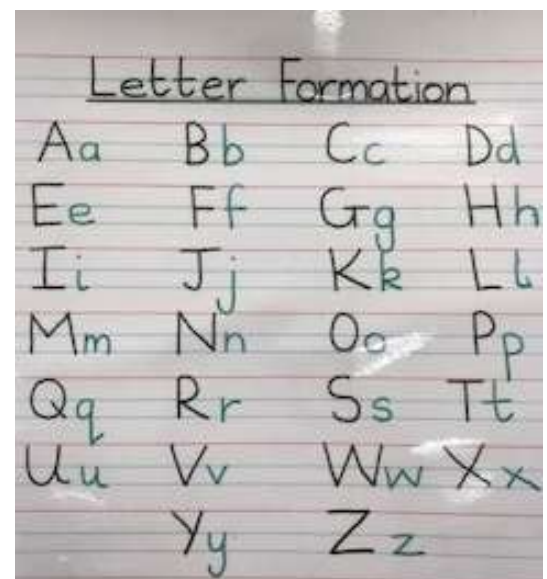 Letter Formation
Aa Bb Cc Dd
Ee Ff Gg Hh
Ii Jj Kk Ll
Mm Nn Oo Pp
Qq Rr Ss Tt
Uu Vv Ww Xx
Yy Zz